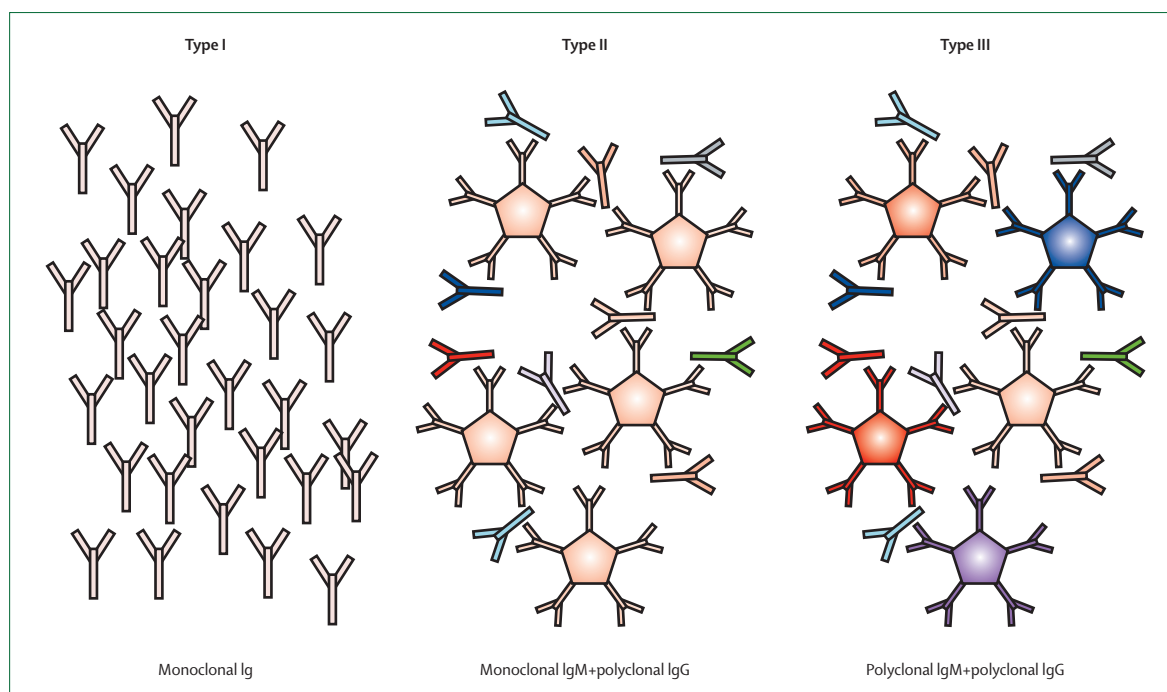 Type I
Type II
Type III
Monoclonal Ig
Monoclonal IgM+polyclonal IgG
Polyclonal IgM+polyclonal IgG